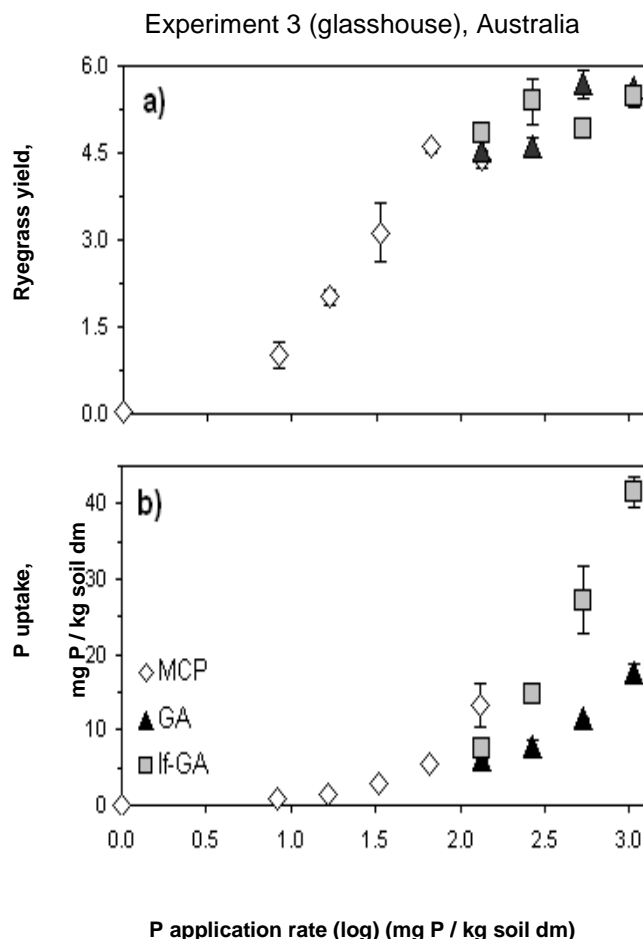 Experiment 3 (glasshouse), Australia
Ryegrass yield,
6.0
4.5
3.0
1.5
0.0
a)
P uptake,
mg P / kg soil dm
40
30
20
10
0
b)
MCP
GA
lf-GA
0.0 0.5 1.0 1.5 2.0 2.5 3.0
P application rate (log) (mg P / kg soil dm)